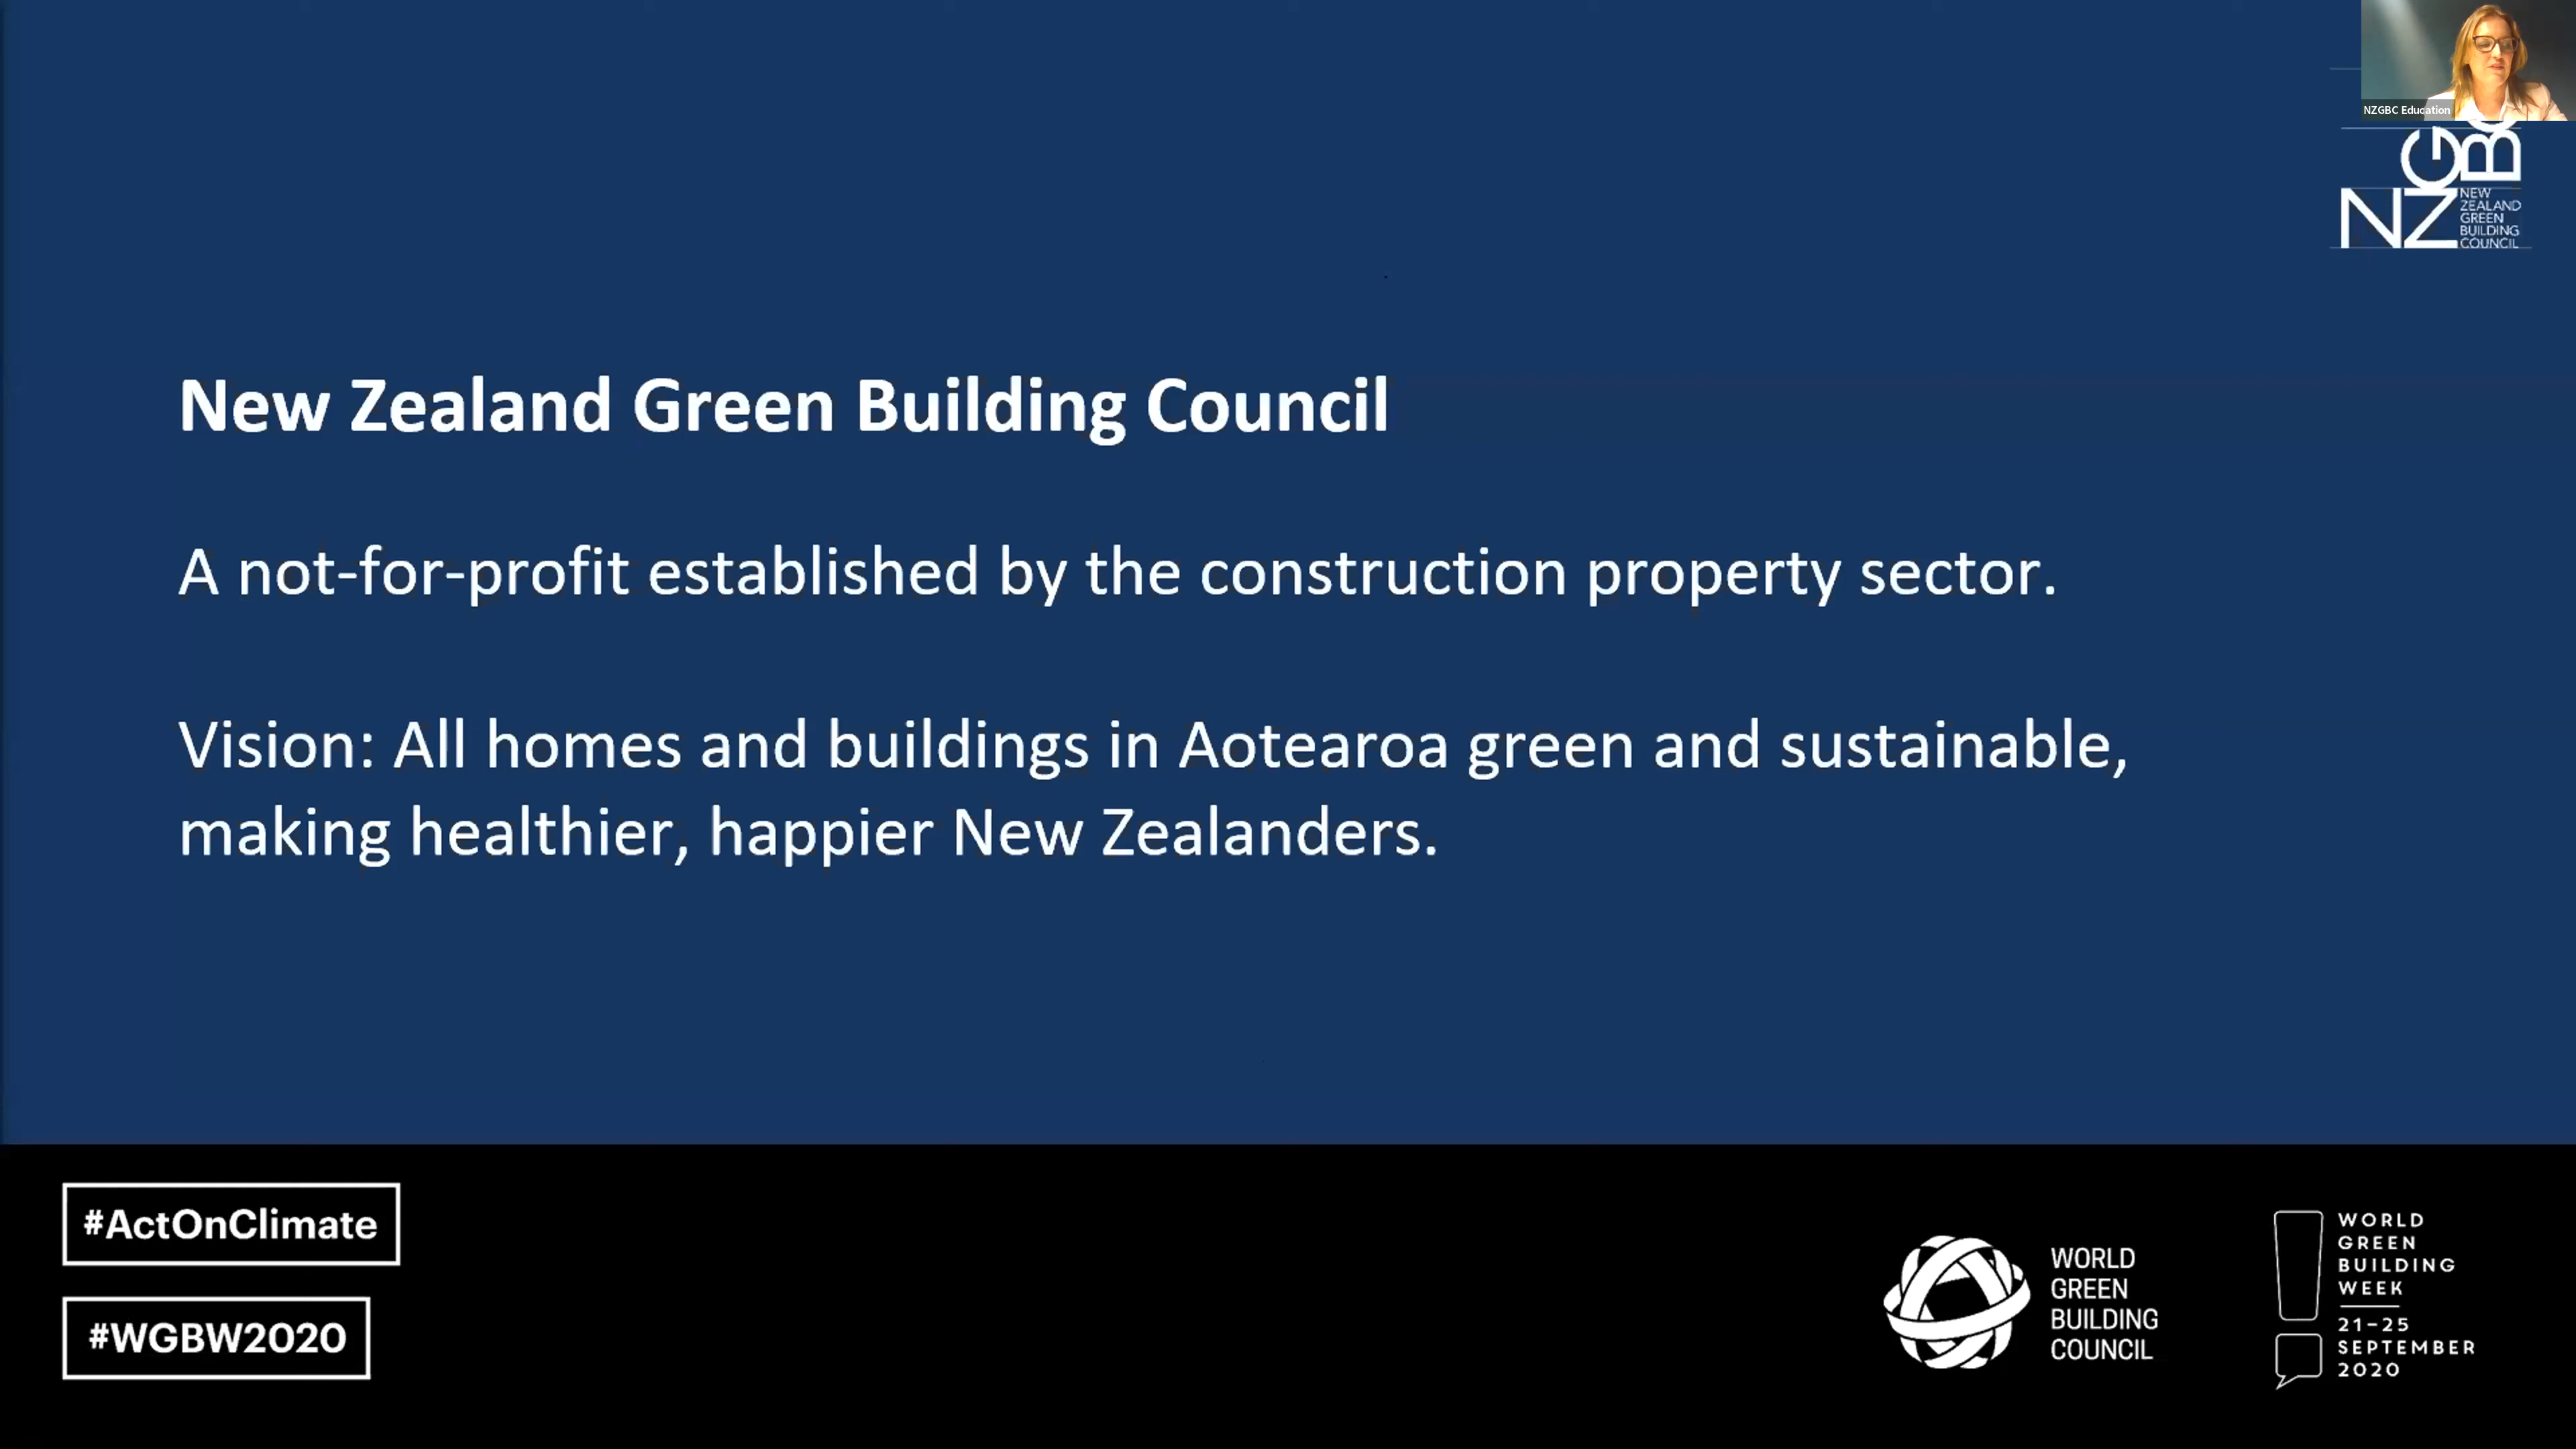 NZGBC Education
NZGB
NEW
ZEALAND
GREEN
BUILDING
COUNCIL
New Zealand Green Building Council
A not-for-profit established by the construction property sector.
Vision: All homes and buildings in Aotearoa green and sustainable,
making healthier, happier New Zealanders.
#ActOnClimate
#WGBW2020
WORLD
GREEN
BUILDING
COUNCIL
WORLD
GREEN
BUILDING
WEEK
21–25
SEPTEMBER
2020